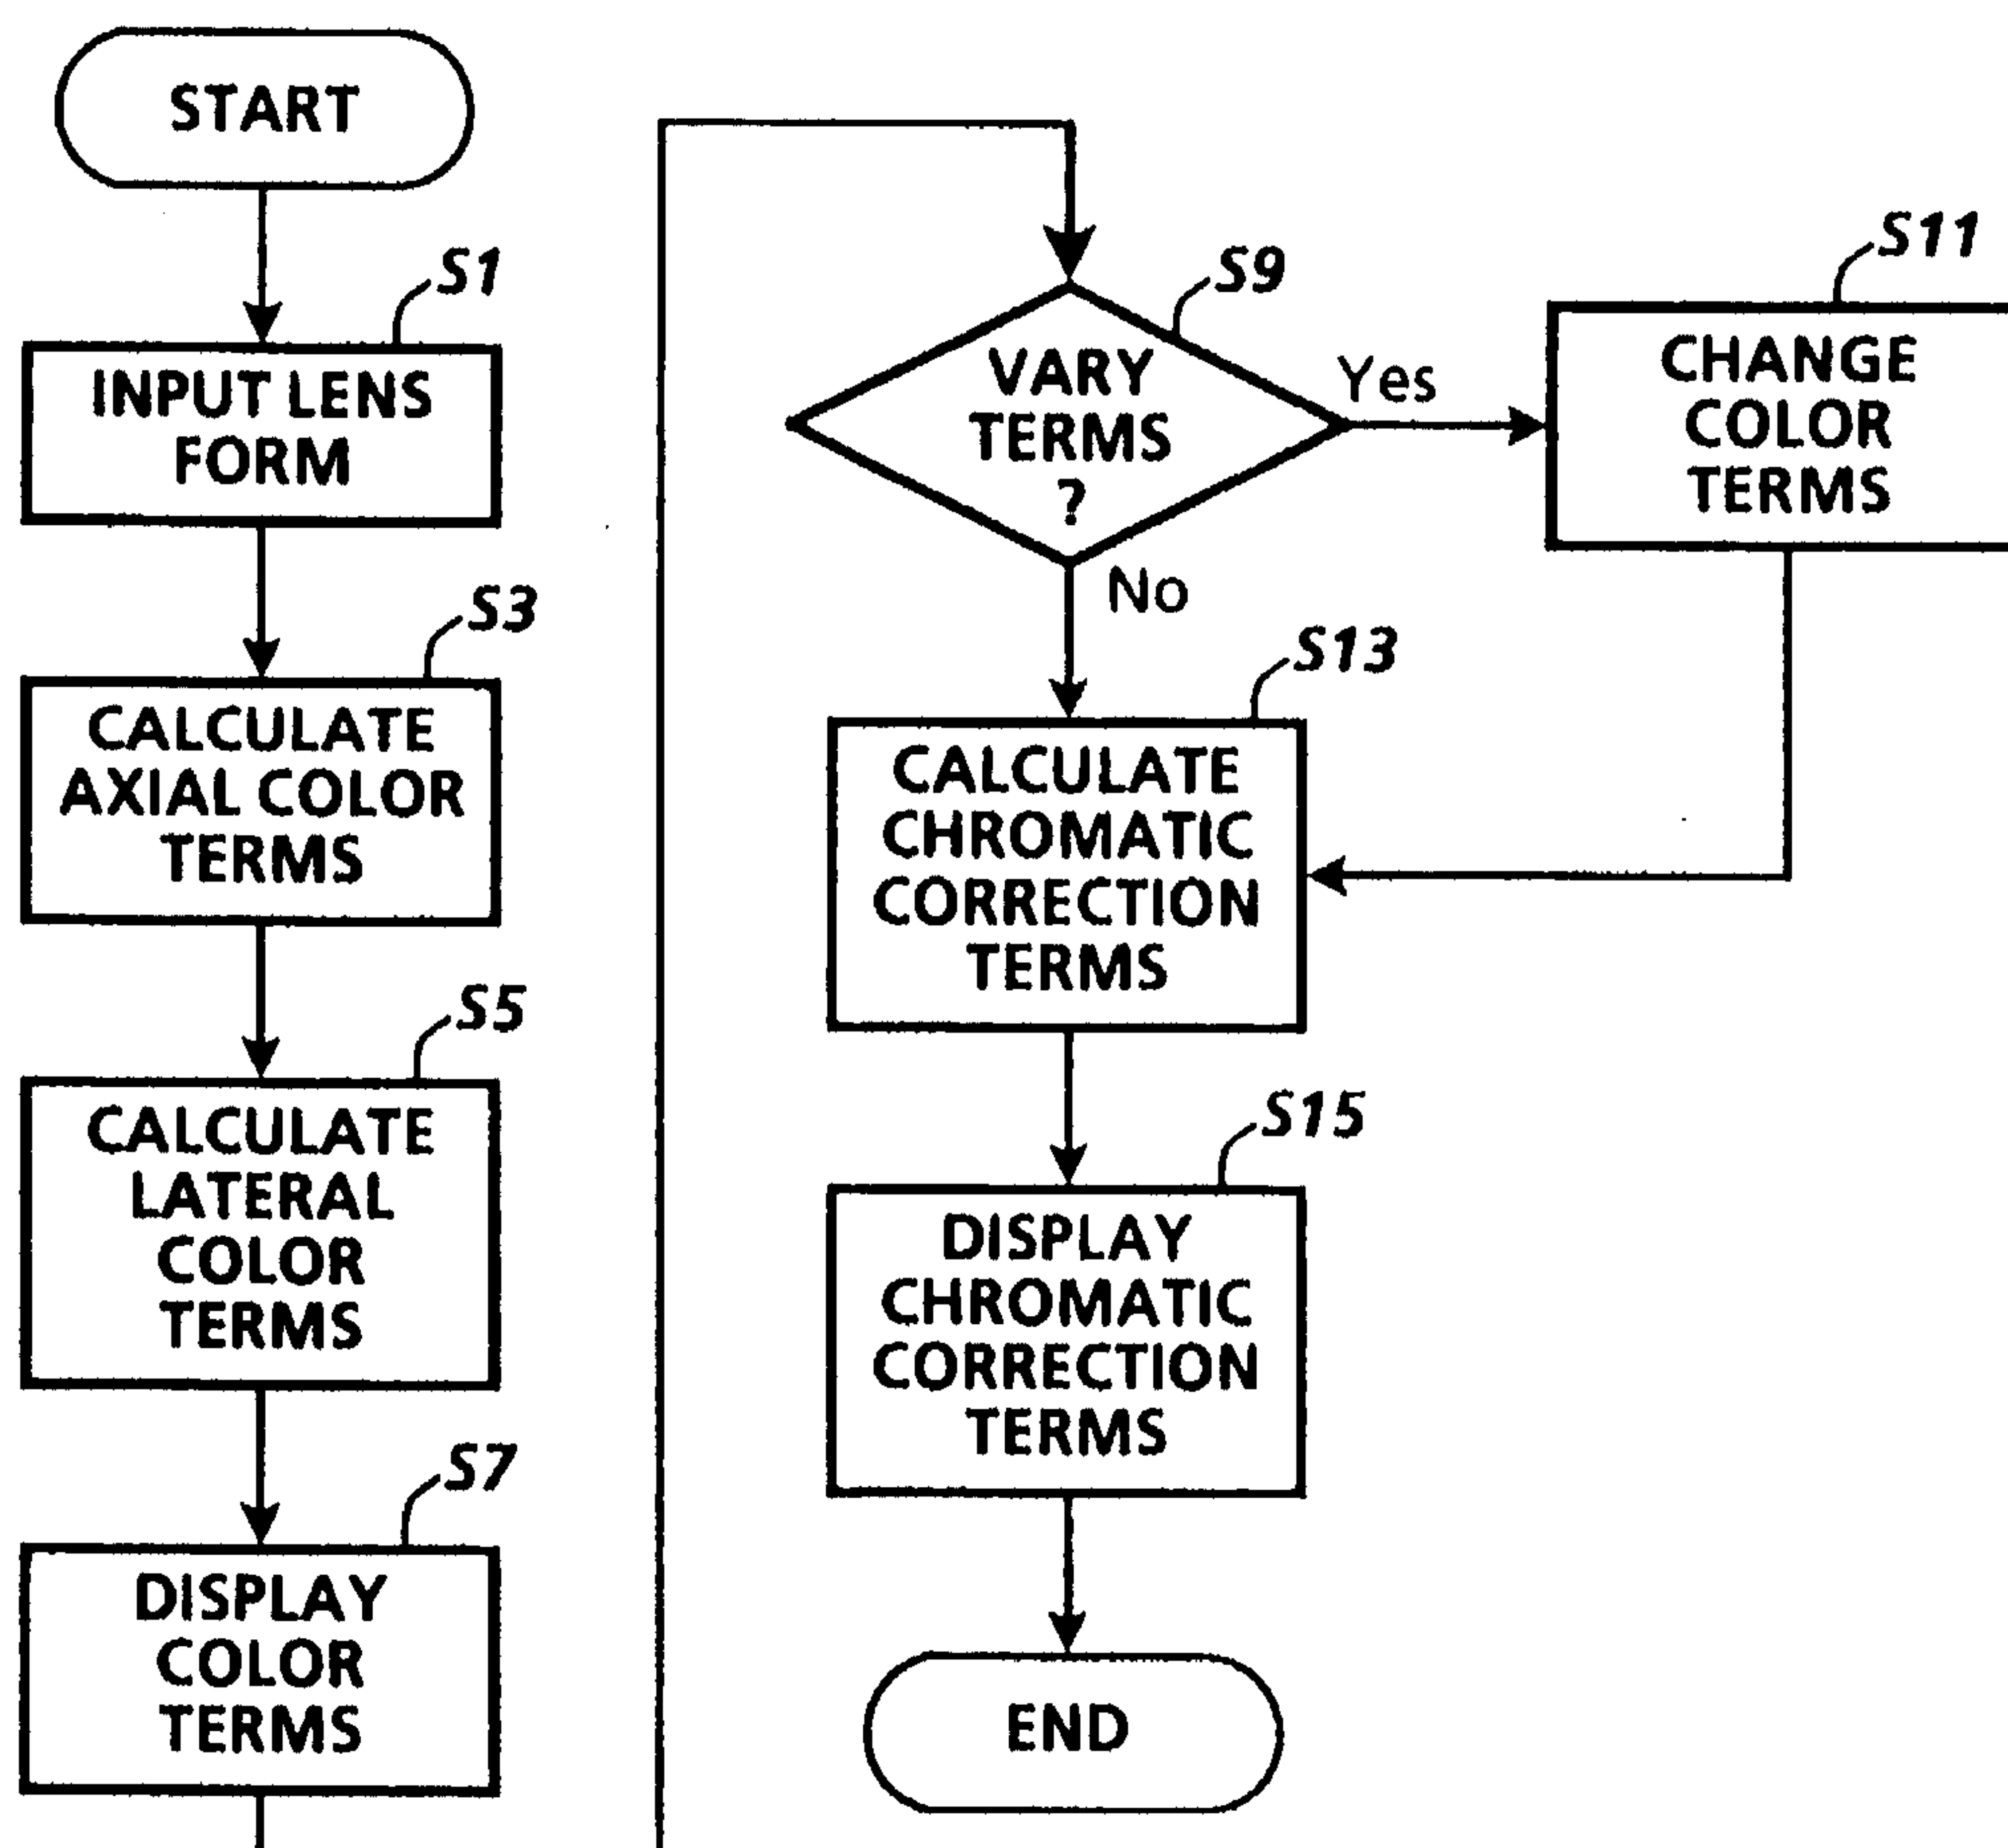 START
S1
INPUT LENS
FORM
S3
CALCULATE
AXIAL COLOR
TERMS
S5
CALCULATE
LATERAL
COLOR
TERMS
S7
DISPLAY
COLOR
TERMS
S9
VARY
TERMS
?
Yes
No
S11
CHANGE
COLOR
TERMS
S13
CALCULATE
CHROMATIC
CORRECTION
TERMS
S15
DISPLAY
CHROMATIC
CORRECTION
TERMS
END